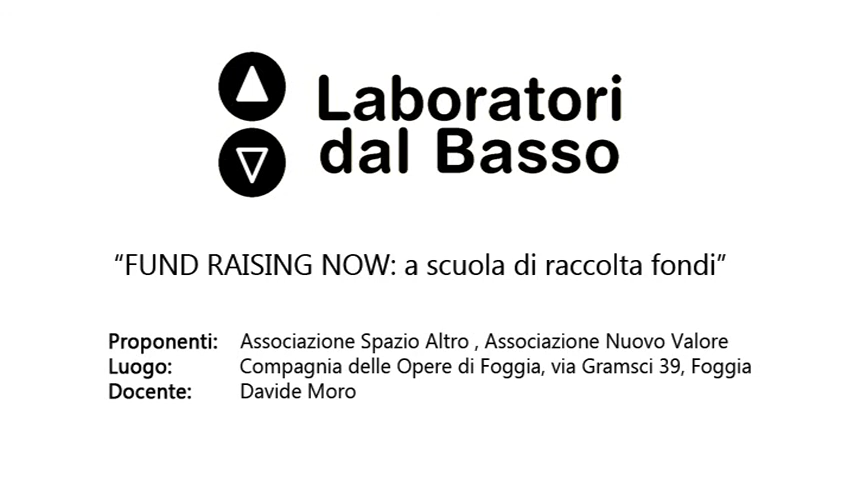 Laboratori
dal Basso
“FUND RAISING NOW: a scuola di raccolta fondi”
Proponenti: Associazione Spazio Altro , Associazione Nuovo Valore
Luogo: Compagnia delle Opere di Foggia, via Gramsci 39, Foggia
Docente: Davide Moro